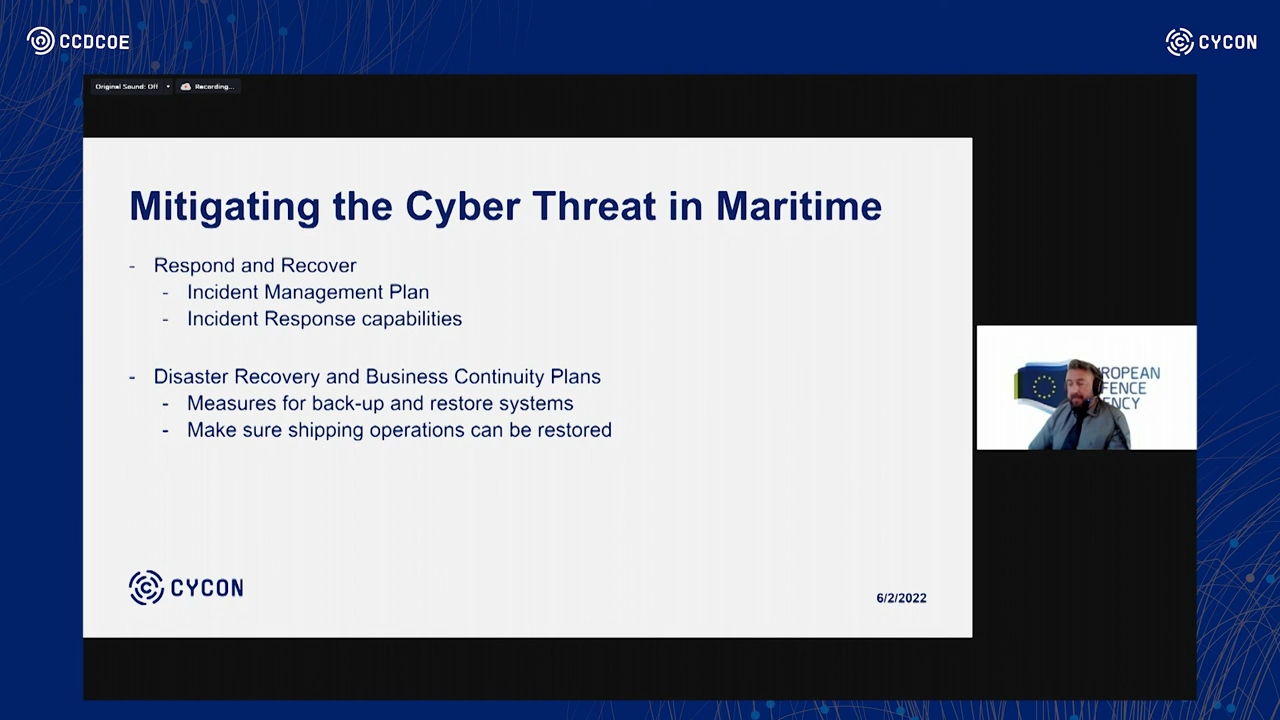 CCDCOE
CYCON
Original Sound: Off
Recording...
Mitigating the Cyber Threat in Maritime
- Respond and Recover
- Incident Management Plan
- Incident Response capabilities
- Disaster Recovery and Business Continuity Plans
- Measures for back-up and restore systems
- Make sure shipping operations can be restored
ROPEAN
FENCE
ENCY
CYCON
6/2/2022